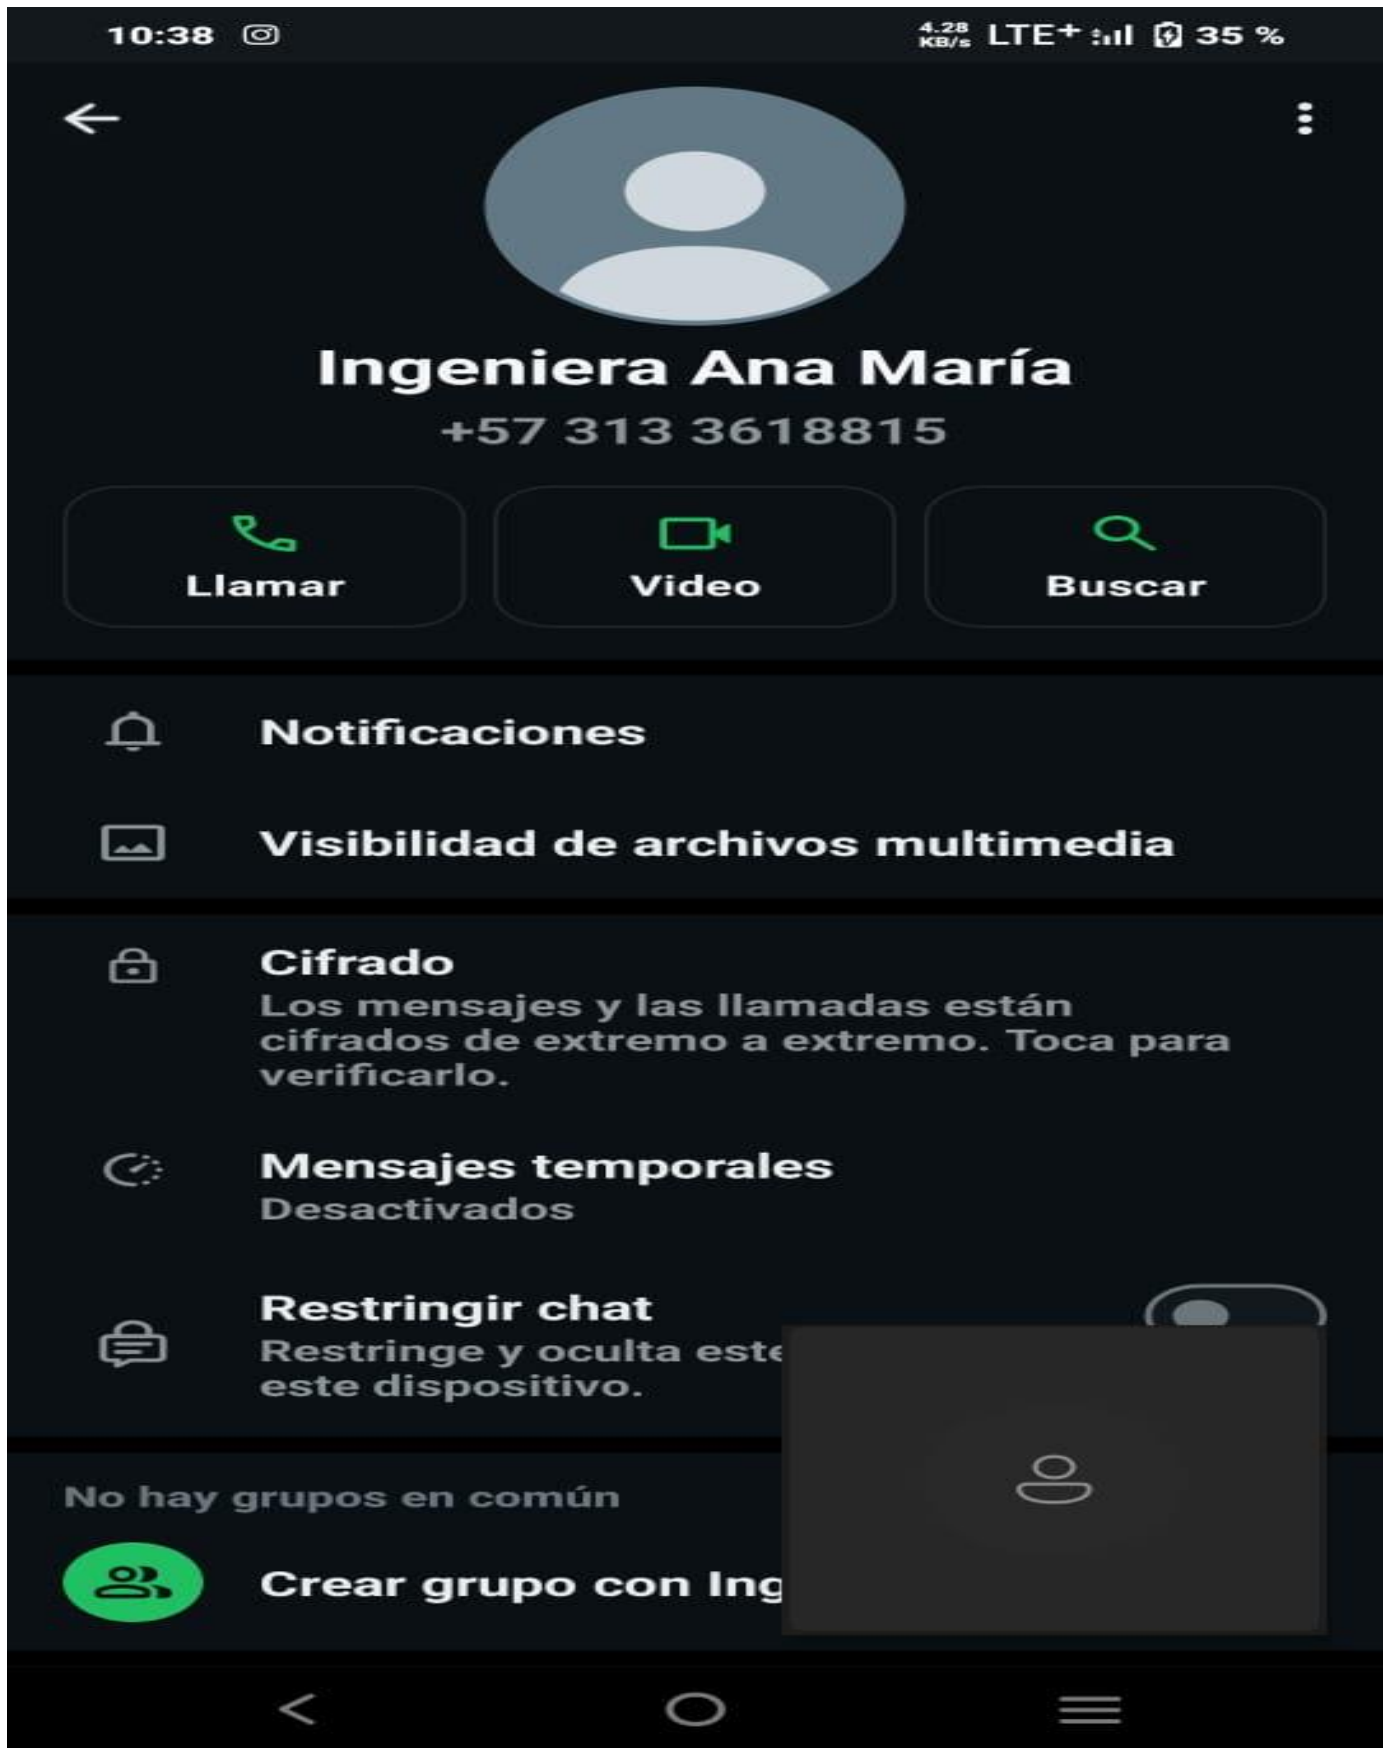 10:38
4.28 KB/s LTE+ 35 %
Ingeniera Ana María
+57 313 3618815
Llamar Video Buscar
Notificaciones
Visibilidad de archivos multimedia
Cifrado
Los mensajes y las llamadas están
cifrados de extremo a extremo. Toca para
verificarlo.
Mensajes temporales
Desactivados
Restringir chat
Restringe y oculta este
este dispositivo.
No hay grupos en común
Crear grupo con Ing